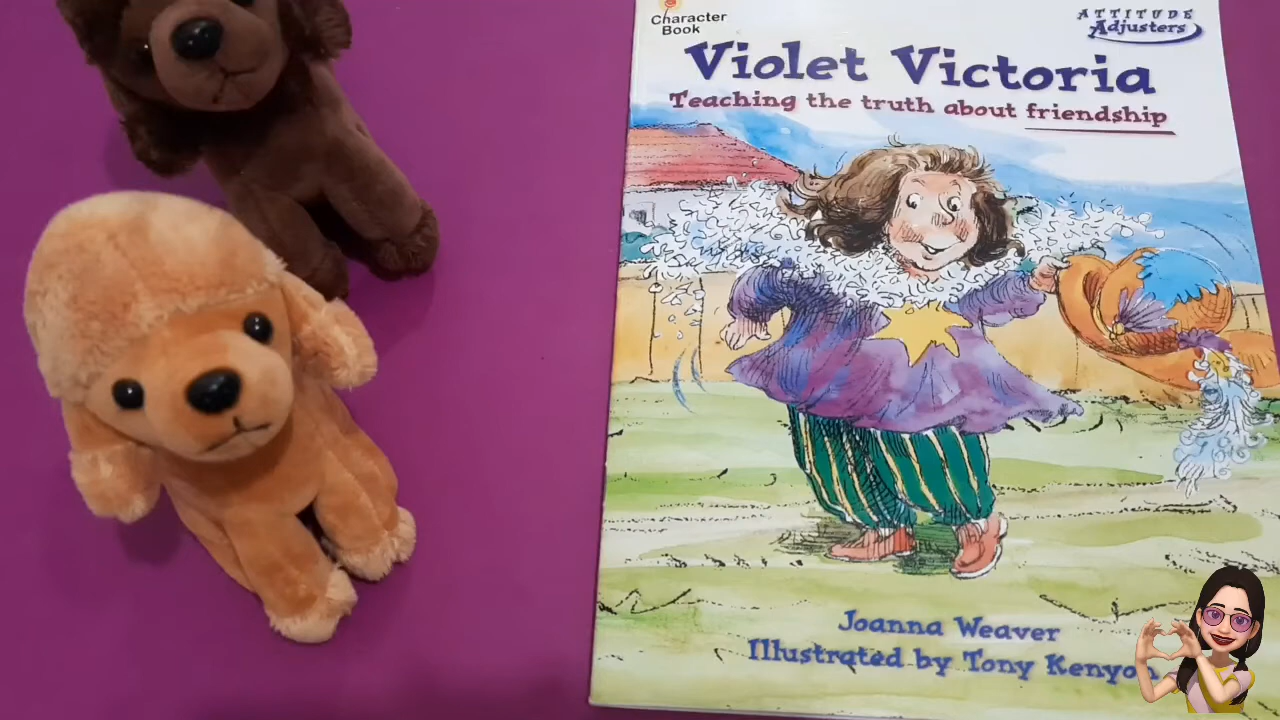 Character
Book
ATTITUDE
Adjusters
Violet Victoria
Teaching the truth about friendship
Joanna Weaver
Illustrated by Tony Kenyon